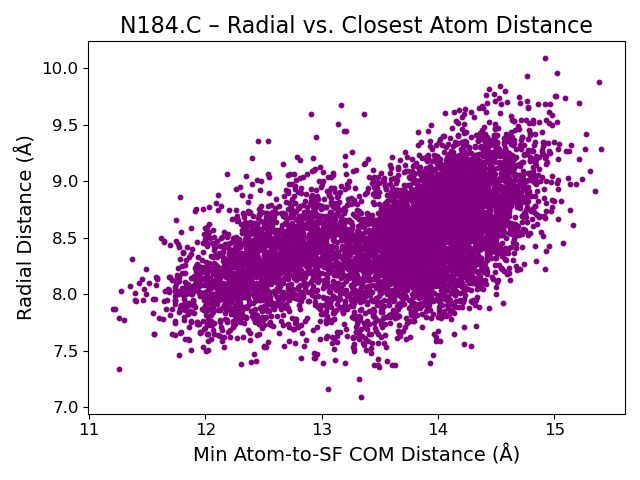 N184.C – Radial vs. Closest Atom Distance
Radial Distance (Å)
10.0
9.5
9.0
8.5
8.0
7.5
7.0
11 12 13 14 15
Min Atom-to-SF COM Distance (Å)